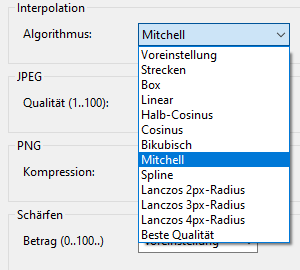 Interpolation
Algorithmus: Mitchell
Voreinstellung
Strecken
Box
Linear
Halb-Cosinus
Cosinus
Bikubisch
Mitchell
Spline
Lanczos 2px-Radius
Lanczos 3px-Radius
Lanczos 4px-Radius
Beste Qualität
JPEG
Qualität (1..100):
PNG
Kompression:
Schärfen
Betrag (0..100..) Voreinstellung